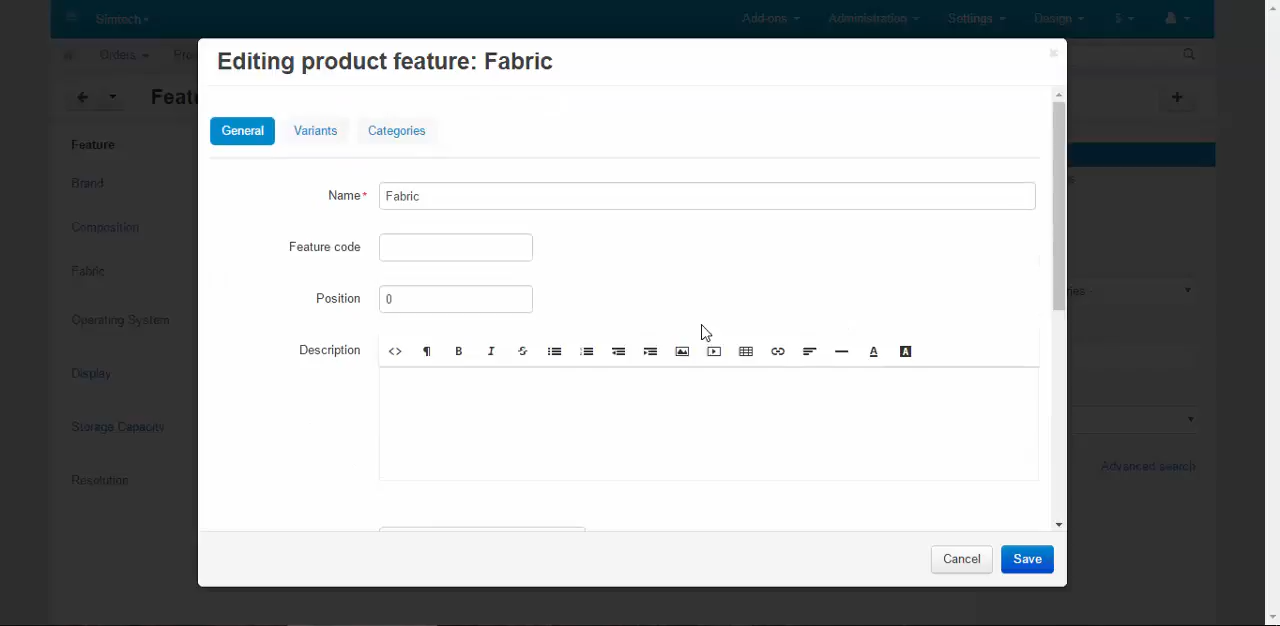 Simtech
Add-ons
Administration
Settings
Design
$
Orders
Editing product feature: Fabric
General
Variants
Categories
Feature
Brand
Composition
Fabric
Operating System
Display
Storage Capacity
Resolution
Name*
Fabric
Feature code
Position
0
Description
Advanced search
Cancel
Save